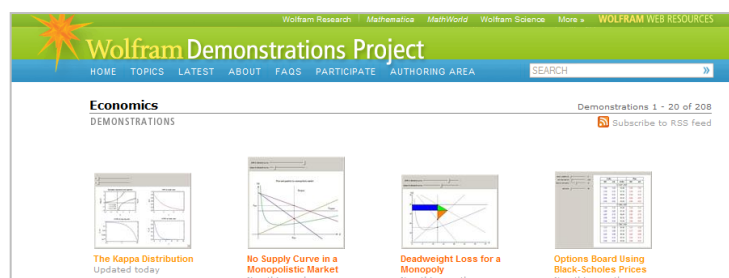 Wolfram Research Mathematica MathWorld Wolfram Science More » WOLFRAM WEB RESOURCES
Wolfram Demonstrations Project
HOME TOPICS LATEST ABOUT FAQS PARTICIPATE AUTHORING AREA SEARCH »
Economics Demonstrations 1 - 20 of 208
DEMONSTRATIONS Subscribe to RSS feed
The Kappa Distribution
Updated today
No Supply Curve in a
Monopolistic Market
Deadweight Loss for a
Monopoly
Options Board Using
Black-Scholes Prices